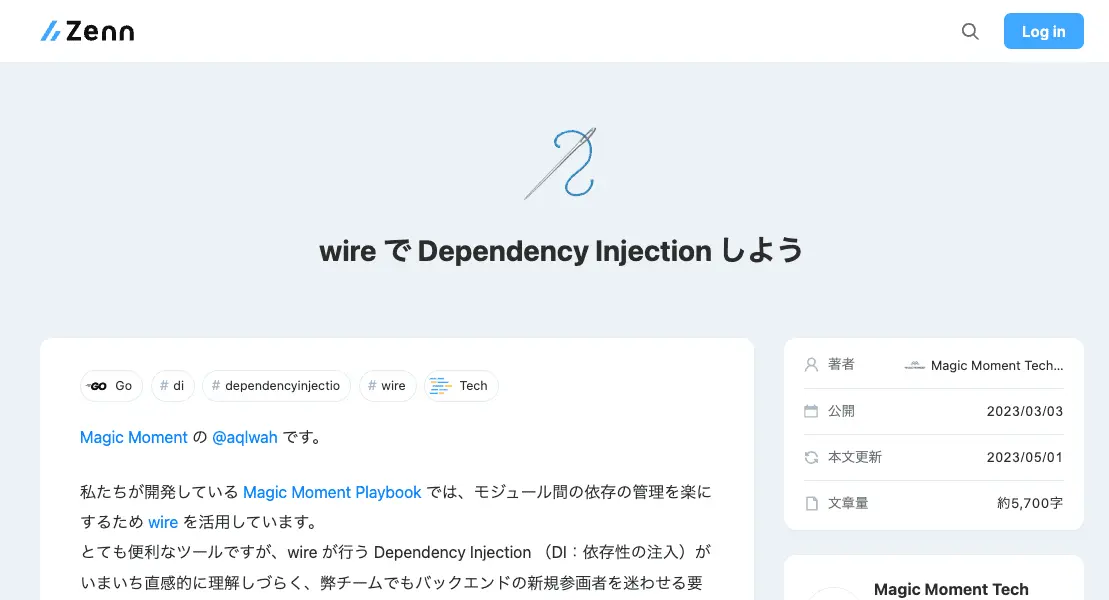 Zenn
Log in
wire で Dependency Injection しよう
GO Go
# di
# dependencyinjectio
# wire
Tech
Magic Moment の @aqlwah です。
私たちが開発している Magic Moment Playbook では、モジュール間の依存の管理を楽に
するため wire を活用しています。
とても便利なツールですが、wire が行う Dependency Injection （DI：依存性の注入）が
いまいち直感的に理解しづらく、弊チームでもバックエンドの新規参画者を迷わせる要
著者 Magic Moment Tech...
公開 2023/03/03
本文更新 2023/05/01
文章量 約5,700字
Magic Moment Tech